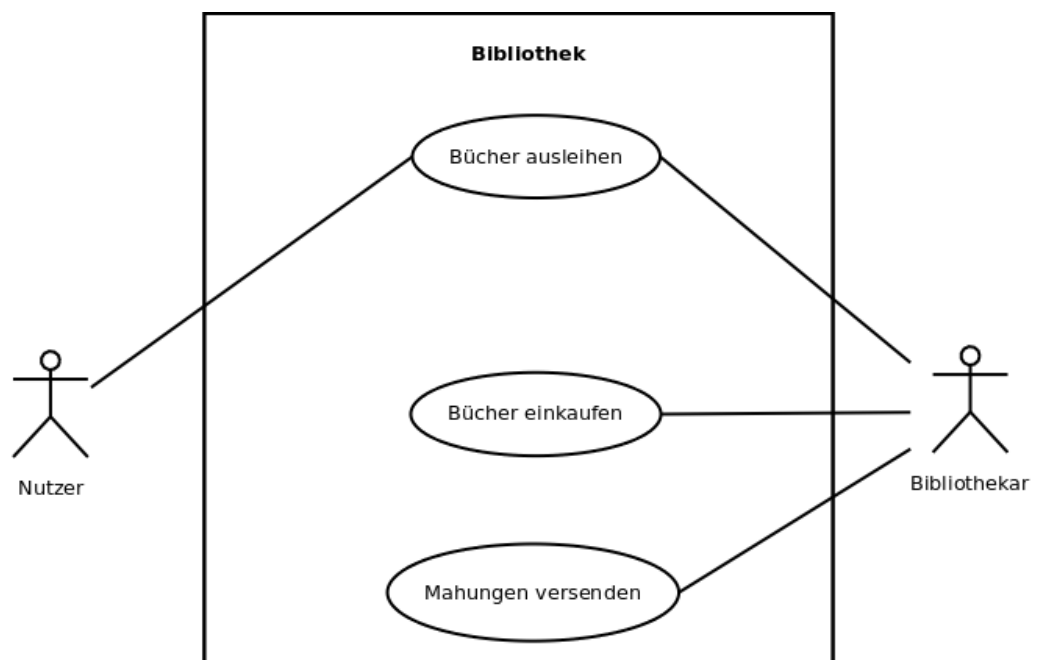 Bibliothek
Bücher ausleihen
Bücher einkaufen
Nutzer
Bibliothekar
Mahungen versenden